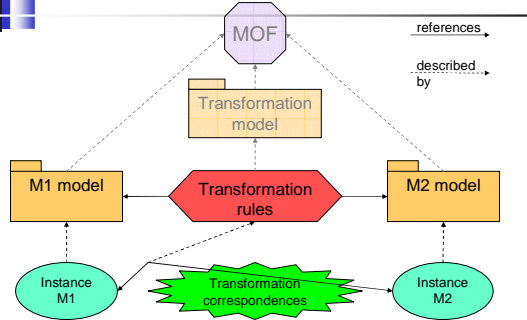 MOF
references
described
by
Transformation
model
M1 model
Transformation
rules
M2 model
Instance
M1
Transformation
correspondences
Instance
M2